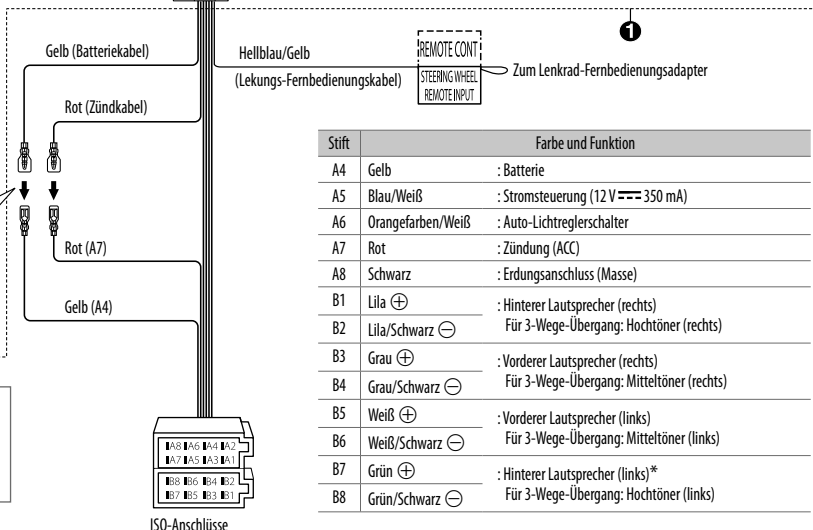 ❶
Gelb (Batteriekabel)
Hellblau/Gelb
(Lekungs-Fernbedienungskabel)
REMOTE CONT
STEERING WHEEL
REMOTE INPUT
Zum Lenkrad-Fernbedienungsadapter
Rot (Zündkabel)
Rot (A7)
Gelb (A4)
Stift Farbe und Funktion
A4 Gelb : Batterie
A5 Blau/Weiß : Stromsteuerung (12 V ⎓ 350 mA)
A6 Orangefarben/Weiß : Auto-Lichtreglerschalter
A7 Rot : Zündung (ACC)
A8 Schwarz : Erdungsanschluss (Masse)
B1 Lila ⊕ : Hinterer Lautsprecher (rechts)
B2 Lila/Schwarz ⊖ Für 3-Wege-Übergang: Hochtöner (rechts)
B3 Grau ⊕ : Vorderer Lautsprecher (rechts)
B4 Grau/Schwarz ⊖ Für 3-Wege-Übergang: Mitteltöner (rechts)
B5 Weiß ⊕ : Vorderer Lautsprecher (links)
B6 Weiß/Schwarz ⊖ Für 3-Wege-Übergang: Mitteltöner (links)
B7 Grün ⊕ : Hinterer Lautsprecher (links)*
B8 Grün/Schwarz ⊖ Für 3-Wege-Übergang: Hochtöner (links)
A8 A6 A4 A2
A7 A5 A3 A1
B8 B6 B4 B2
B7 B5 B3 B1
ISO-Anschlüsse